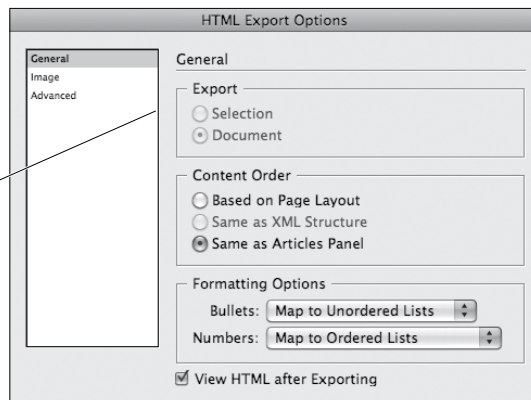 HTML Export Options
General
Image
Advanced
General
Export
Selection
Document
Content Order
Based on Page Layout
Same as XML Structure
Same as Articles Panel
Formatting Options
Bullets: Map to Unordered Lists
Numbers: Map to Ordered Lists
View HTML after Exporting